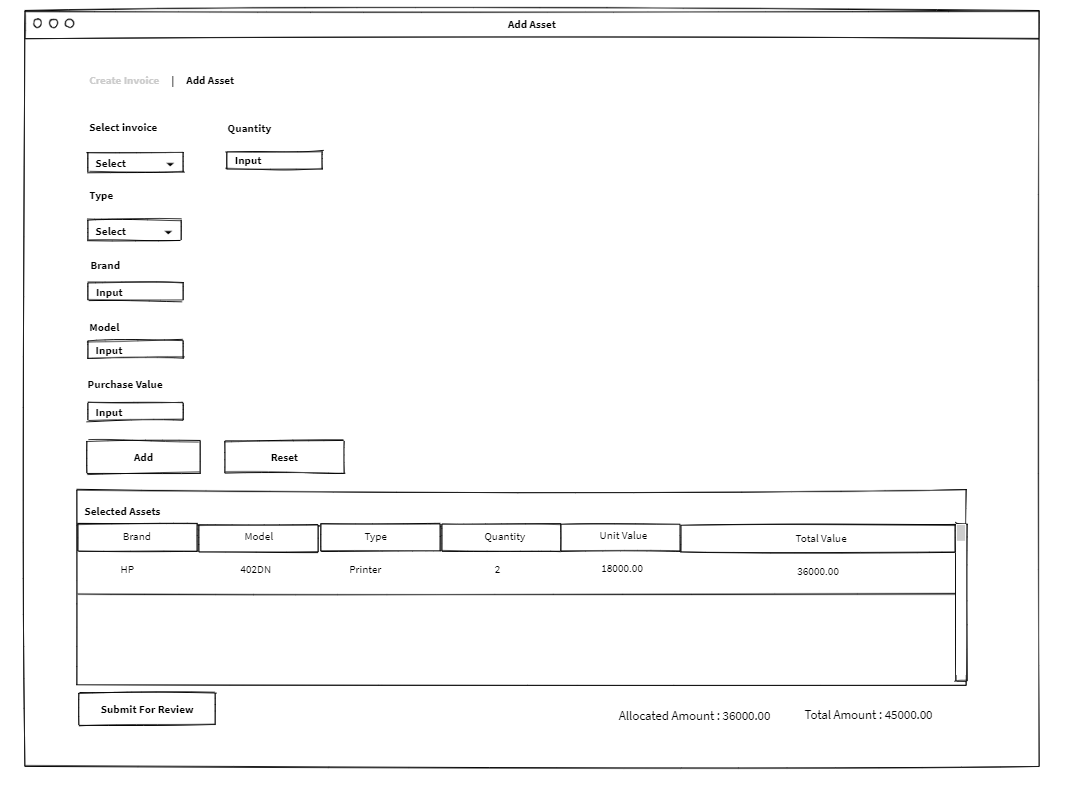 Add Asset
Create Invoice | Add Asset
Select invoice Quantity
Select Input
Type
Select
Brand
Input
Model
Input
Purchase Value
Input
Add Reset
Selected Assets
Brand Model Type Quantity Unit Value Total Value
HP 402DN Printer 2 18000.00 36000.00
Submit For Review Allocated Amount : 36000.00 Total Amount : 45000.00